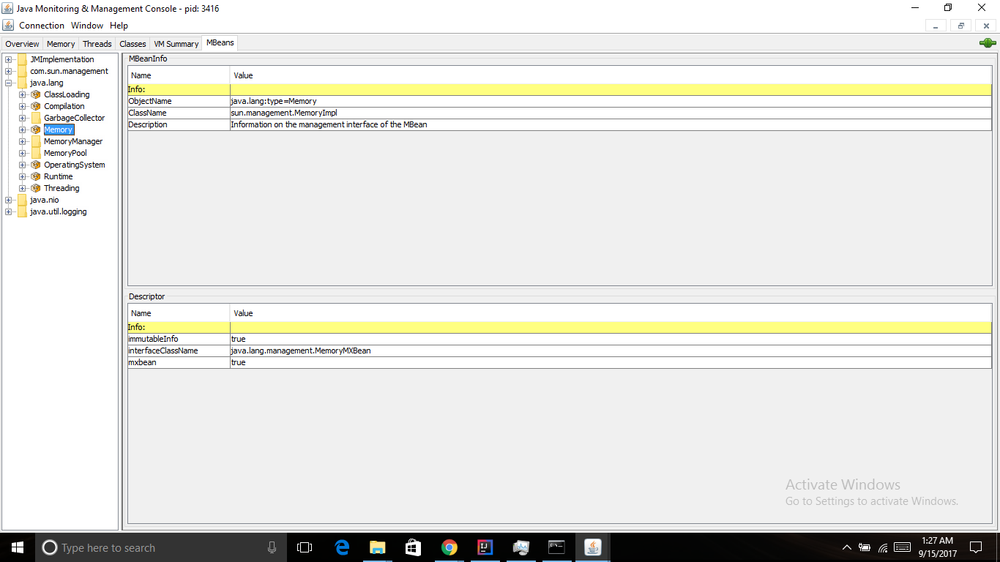 Java Monitoring & Management Console - pid: 3416
Connection Window Help
Overview Memory Threads Classes VM Summary MBeans
JMImplementation
com.sun.management
java.lang
ClassLoading
Compilation
GarbageCollector
Memory
MemoryManager
MemoryPool
OperatingSystem
Runtime
Threading
java.nio
java.util.logging
MBeanInfo
Name Value
Info:
ObjectName java.lang:type=Memory
ClassName sun.management.MemoryImpl
Description Information on the management interface of the MBean
Descriptor
Name Value
Info:
immutableInfo true
interfaceClassName java.lang.management.MemoryMXBean
mxbean true
Activate Windows
Go to Settings to activate Windows.
Type here to search
1:27 AM
9/15/2017